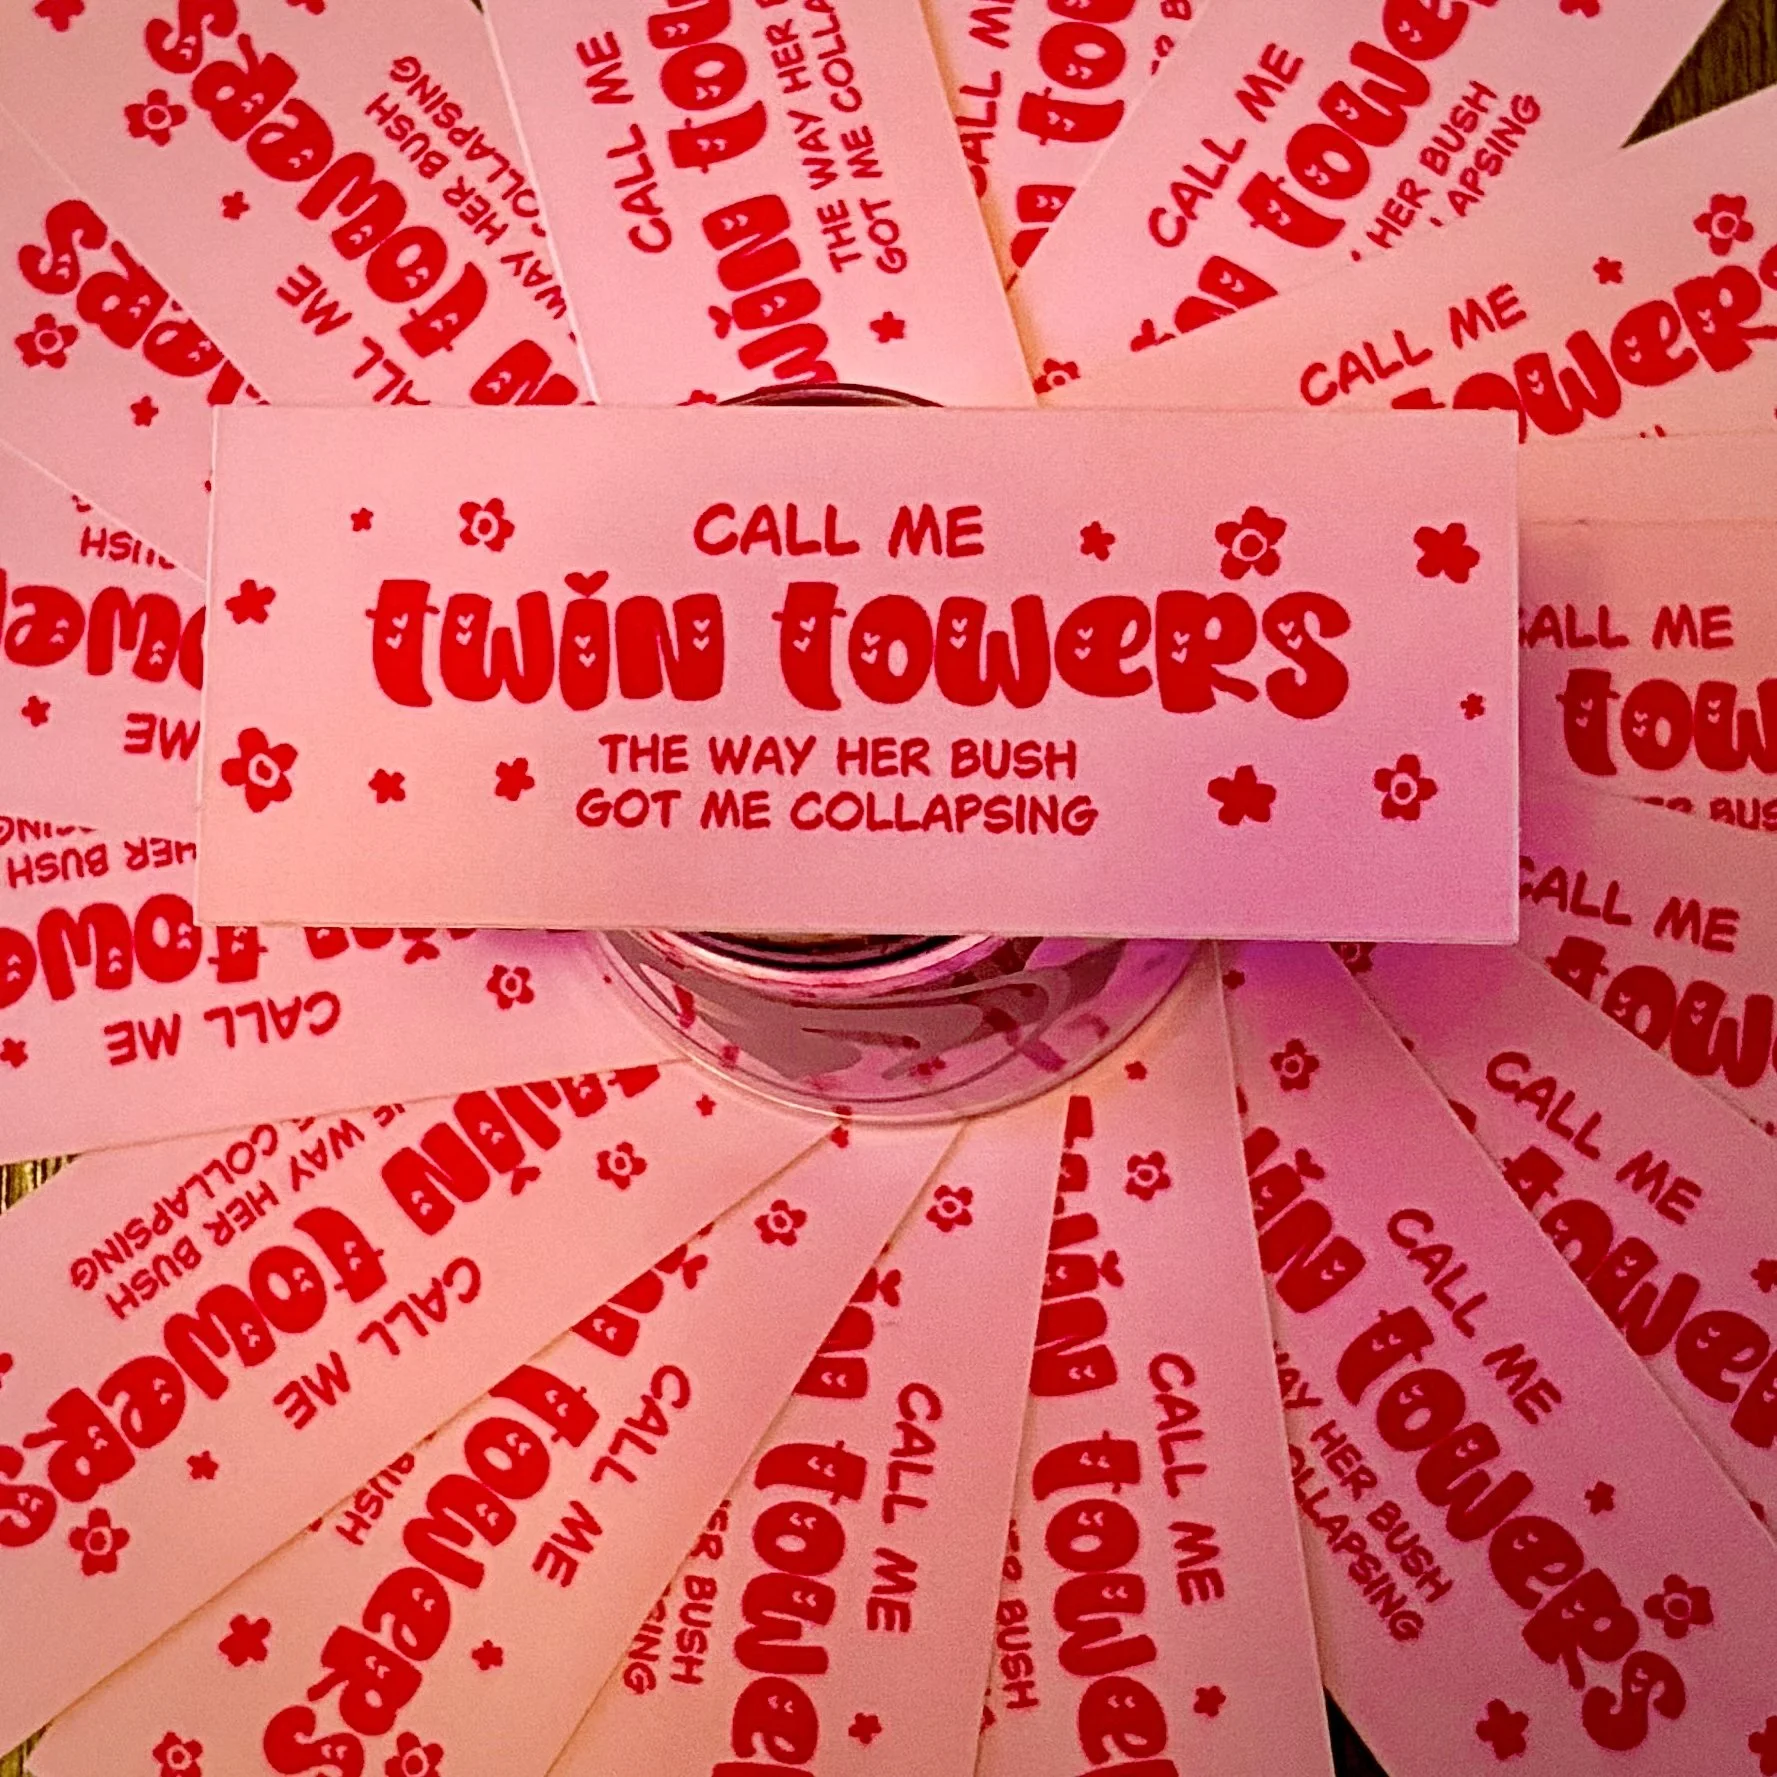 CALL ME
twin towers
THE WAY HER BUSH
GOT ME COLLAPSING